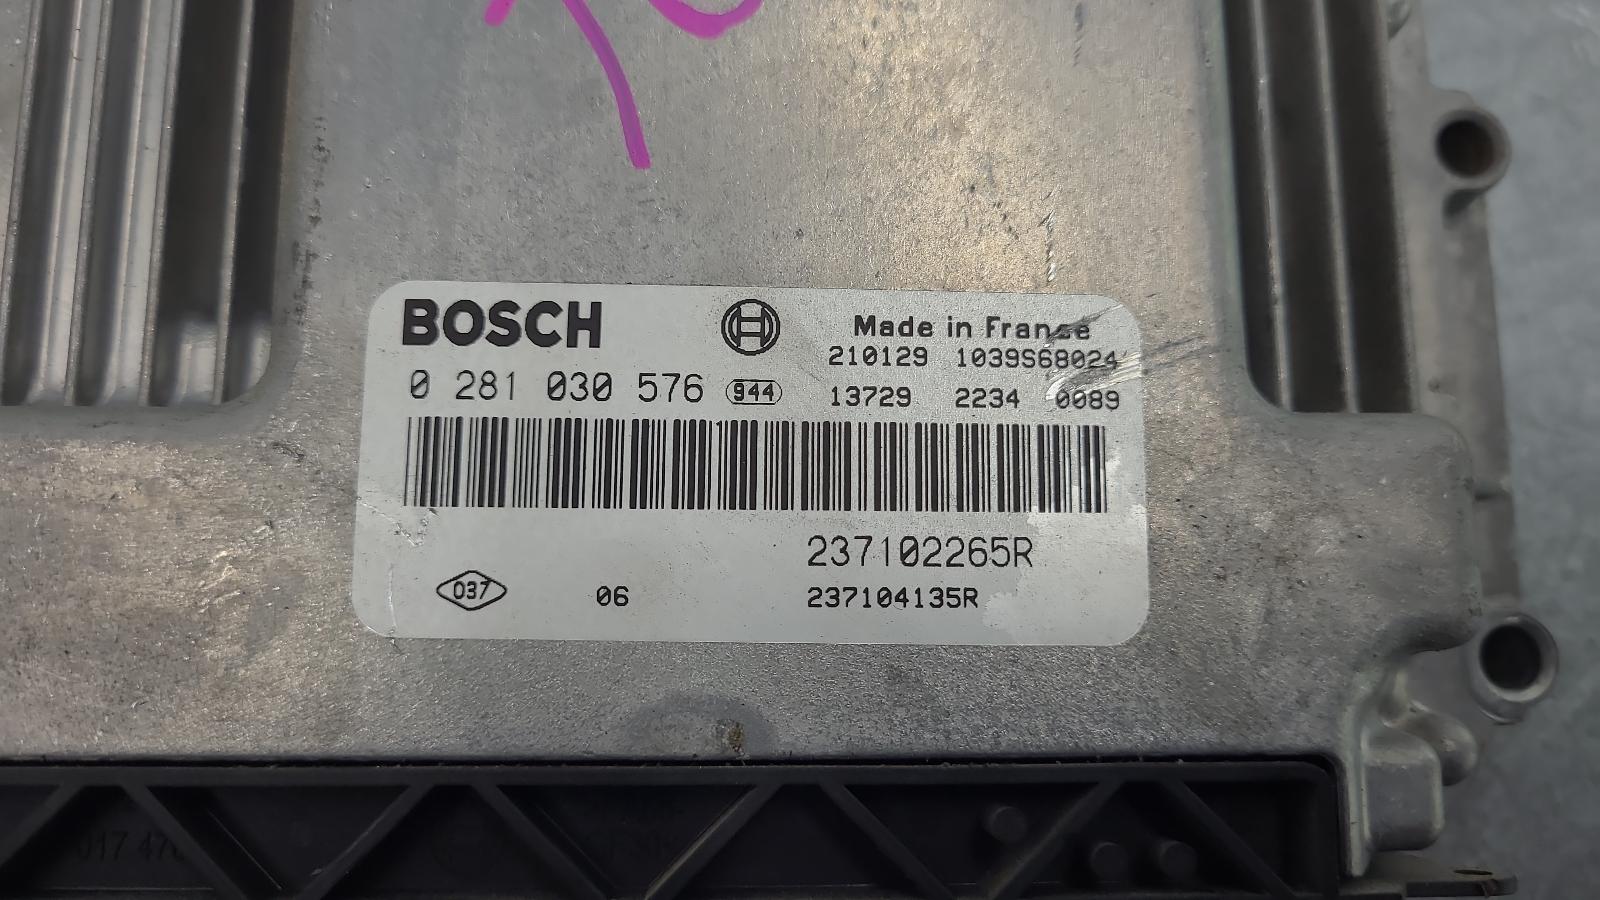 BOSCH
Made in France
210129 1039S68024
0 281 030 576 944
13729 2234 0089
237102265R
037 06 237104135R